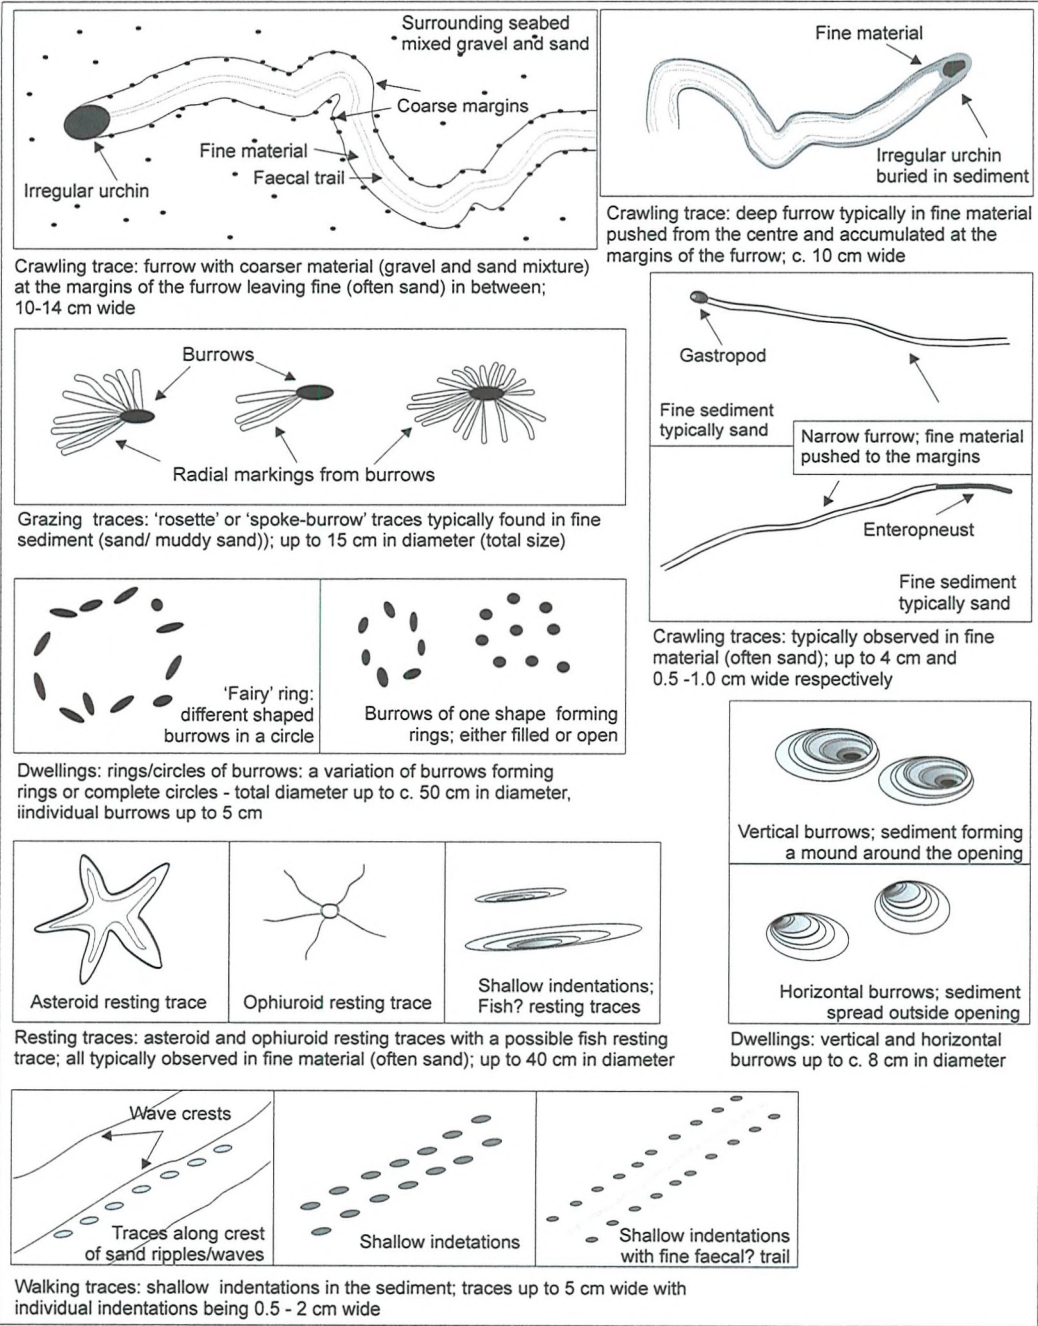 Surrounding seabed
mixed gravel and sand
Coarse margins
Fine material
Faecal trail
Irregular urchin
Crawling trace: furrow with coarser material (gravel and sand mixture)
at the margins of the furrow leaving fine (often sand) in between;
10-14 cm wide
Fine material
Irregular urchin
buried in sediment
Crawling trace: deep furrow typically in fine material
pushed from the centre and accumulated at the
margins of the furrow; c. 10 cm wide
Burrows
Radial markings from burrows
Grazing traces: 'rosette' or 'spoke-burrow' traces typically found in fine
sediment (sand/ muddy sand)); up to 15 cm in diameter (total size)
Gastropod
Fine sediment
typically sand
Narrow furrow; fine material
pushed to the margins
Enteropneust
Fine sediment
typically sand
Crawling traces: typically observed in fine
material (often sand); up to 4 cm and
0.5 -1.0 cm wide respectively
'Fairy' ring:
different shaped
burrows in a circle
Burrows of one shape forming
rings; either filled or open
Dwellings: rings/circles of burrows: a variation of burrows forming
rings or complete circles - total diameter up to c. 50 cm in diameter,
iindividual burrows up to 5 cm
Vertical burrows; sediment forming
a mound around the opening
Horizontal burrows; sediment
spread outside opening
Dwellings: vertical and horizontal
burrows up to c. 8 cm in diameter
Asteroid resting trace
Ophiuroid resting trace
Shallow indentations;
Fish? resting traces
Resting traces: asteroid and ophiuroid resting traces with a possible fish resting
trace; all typically observed in fine material (often sand); up to 40 cm in diameter
Wave crests
Traces along crest
of sand ripples/waves
Shallow indetations
Shallow indentations
with fine faecal? trail
Walking traces: shallow indentations in the sediment; traces up to 5 cm wide with
individual indentations being 0.5 - 2 cm wide